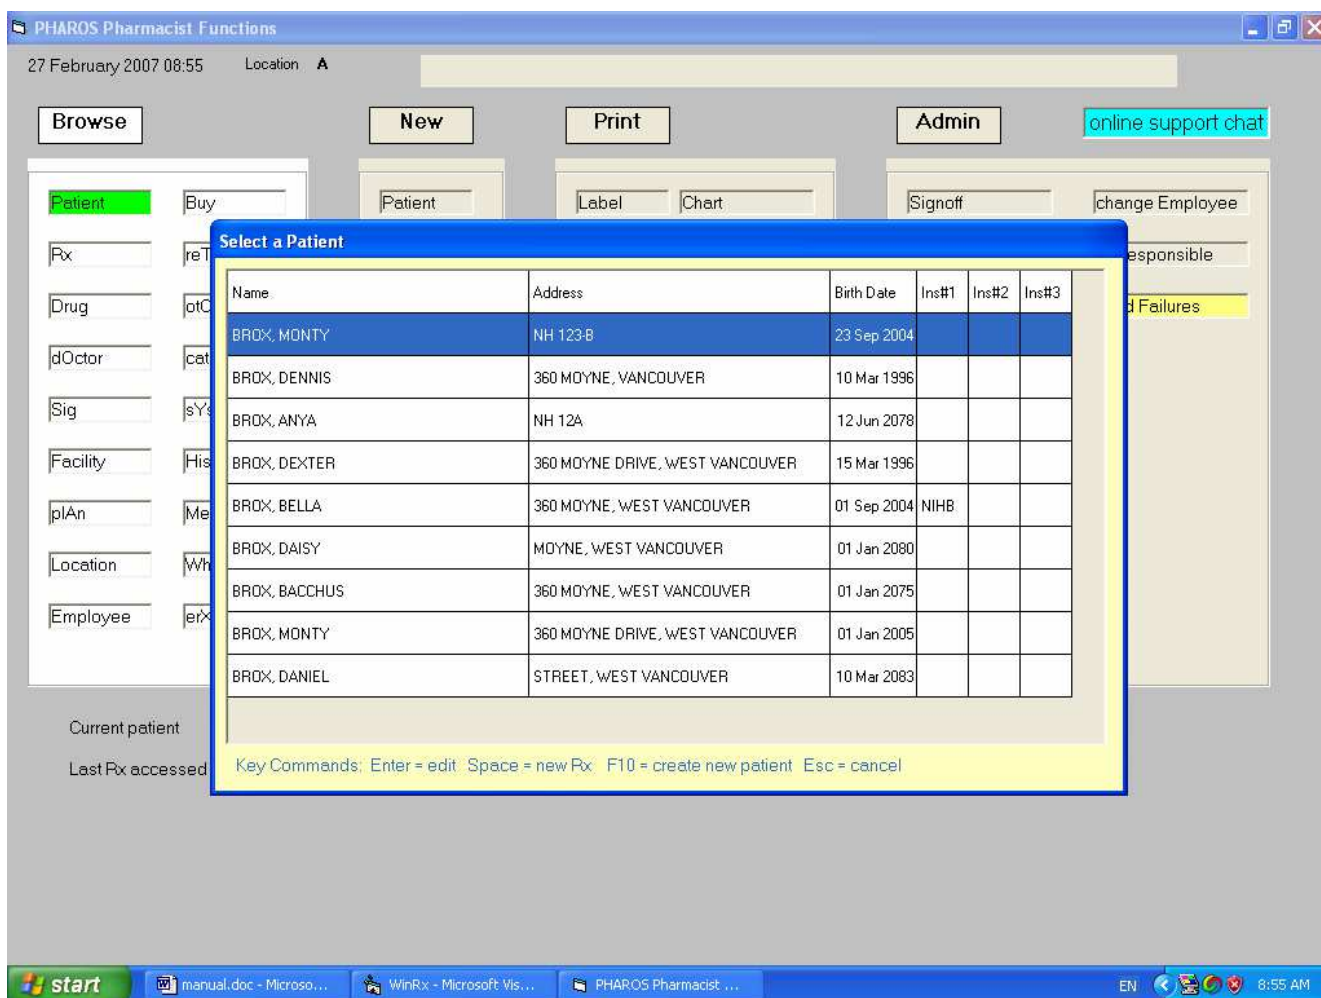 PHAROS Pharmacist Functions
27 February 2007 08:55 Location A
Browse New Print Admin online support chat
Patient Buy Patient Label Chart Signoff change Employee
Rx reT
Select a Patient
esponsible
Drug otC
d Failures
dOctor cat
Sig sYs
Facility His
plAn Me
Location Wh
Employee erX
Name Address Birth Date Ins#1 Ins#2 Ins#3
BROX, MONTY NH 123-B 23 Sep 2004
BROX, DENNIS 360 MOYNE, VANCOUVER 10 Mar 1996
BROX, ANYA NH 12A 12 Jun 2078
BROX, DEXTER 360 MOYNE DRIVE, WEST VANCOUVER 15 Mar 1996
BROX, BELLA 360 MOYNE, WEST VANCOUVER 01 Sep 2004 NIHB
BROX, DAISY MOYNE, WEST VANCOUVER 01 Jan 2080
BROX, BACCHUS 360 MOYNE, WEST VANCOUVER 01 Jan 2075
BROX, MONTY 360 MOYNE DRIVE, WEST VANCOUVER 01 Jan 2005
BROX, DANIEL STREET, WEST VANCOUVER 10 Mar 2083
Key Commands: Enter = edit Space = new Rx F10 = create new patient Esc = cancel
Current patient
Last Rx accessed
start manual.doc - Microso... WinRx - Microsoft Vis... PHAROS Pharmacist ... EN 8:55 AM